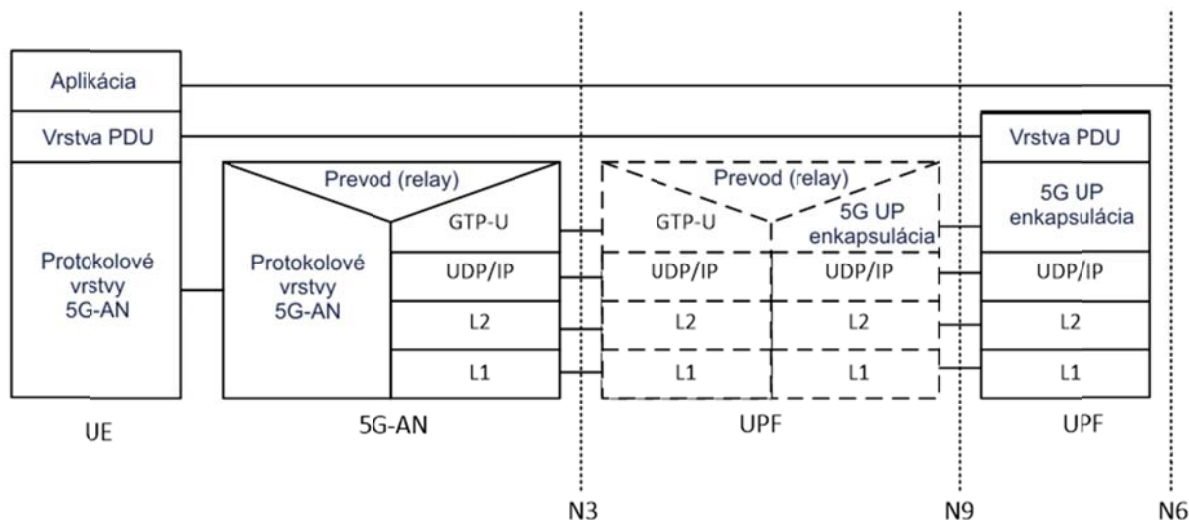 Aplikácia
Vrstva PDU
Vrstva PDU
Prevod (relay)
Prevod (relay)
Protokolové
vrstvy
5G-AN
Protokolové
vrstvy
5G-AN
GTP-U
UDP/IP
L2
L1
GTP-U
UDP/IP
L2
L1
5G UP
enkapsulácia
UDP/IP
L2
L1
5G UP
enkapsulácia
UDP/IP
L2
L1
UE
5G-AN
UPF
UPF
N3
N9
N6